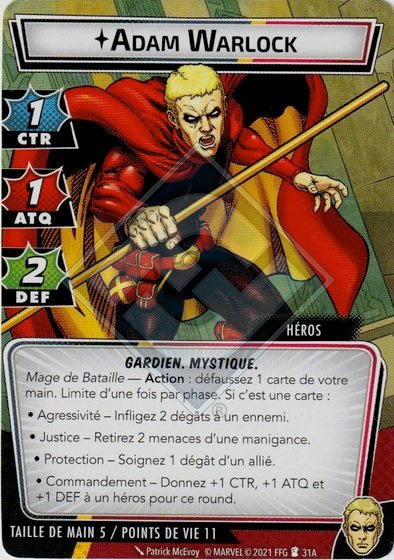 ADAM WARLOCK
1
CTR
1
ATQ
2
DEF
HÉROS
GARDIEN. MYSTIQUE.
Mage de Bataille — Action : défaussez 1 carte de votre
main. Limite d'une fois par phase. Si c'est une carte :
• Agressivité – Infligez 2 dégâts à un ennemi.
• Justice – Retirez 2 menaces d'une manigance.
• Protection – Soignez 1 dégât d'un allié.
• Commandement – Donnez +1 CTR, +1 ATQ et
+1 DEF à un héros pour ce round.
TAILLE DE MAIN 5 / POINTS DE VIE 11
Patrick McEvoy © MARVEL © 2021 FFG 31A
®